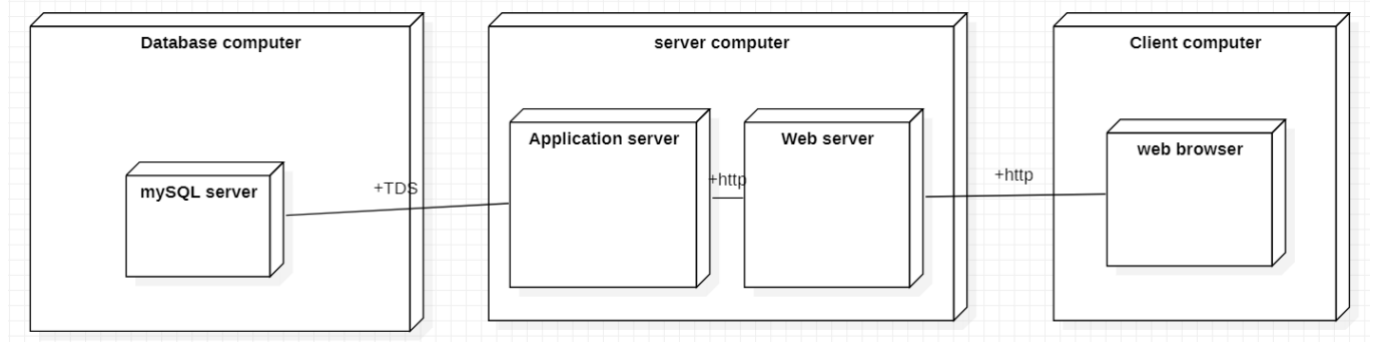 Database computer
server computer
Client computer
Application server
Web server
web browser
mySQL server
+TDS
+http
+http